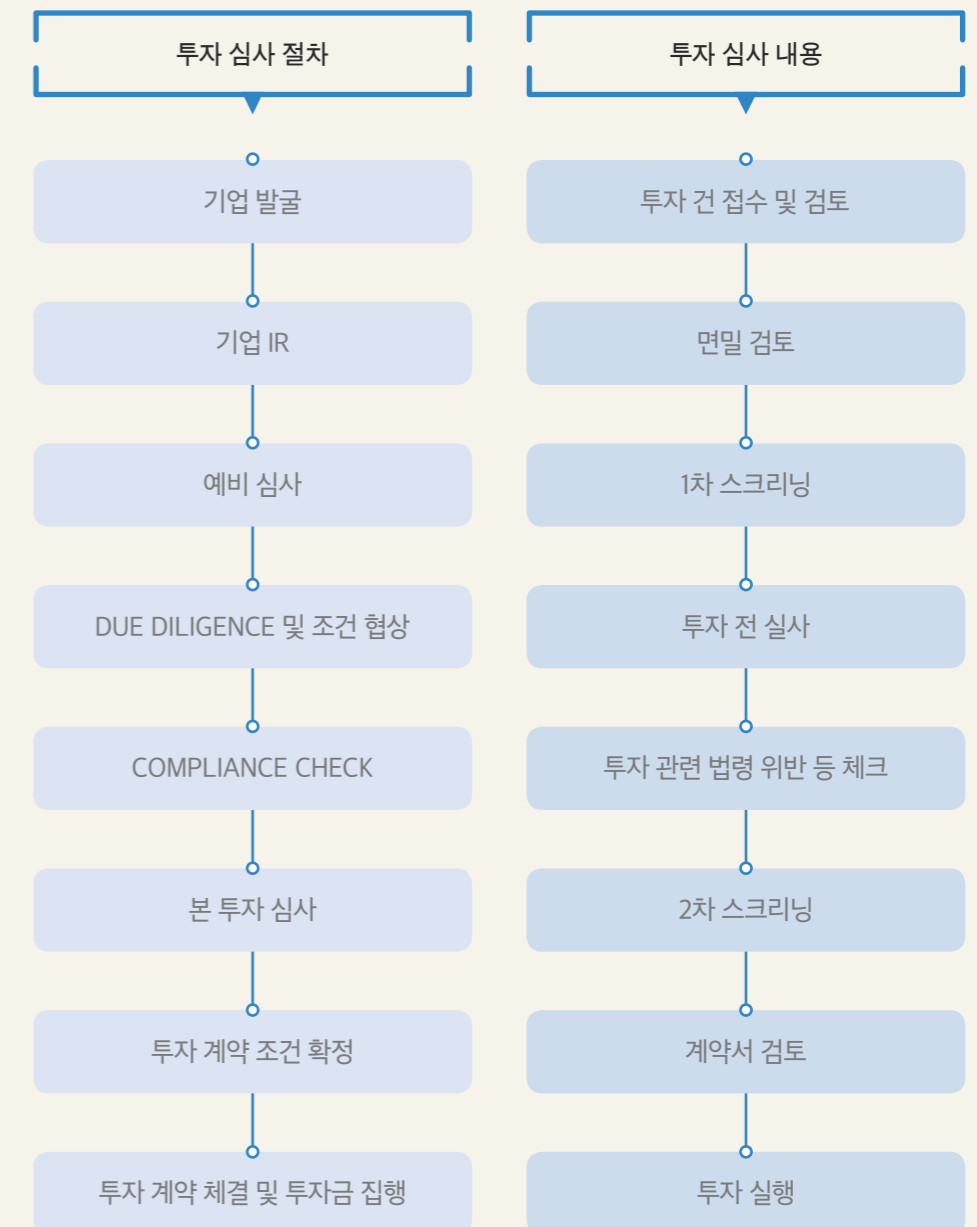 투자 심사 절차
투자 심사 내용
기업 발굴
투자 건 접수 및 검토
기업 IR
면밀 검토
예비 심사
1차 스크리닝
DUE DILIGENCE 및 조건 협상
투자 전 실사
COMPLIANCE CHECK
투자 관련 법령 위반 등 체크
본 투자 심사
2차 스크리닝
투자 계약 조건 확정
계약서 검토
투자 계약 체결 및 투자금 집행
투자 실행